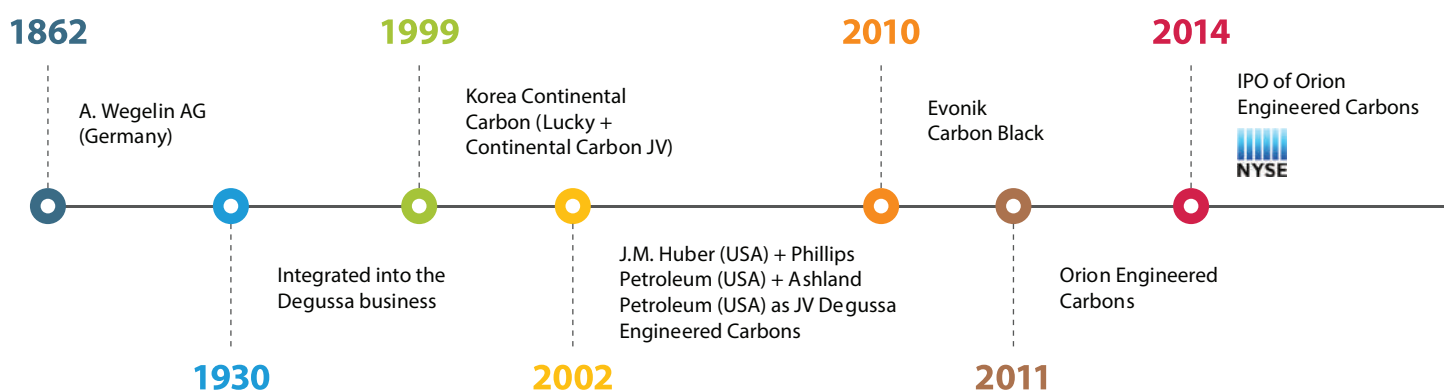 1862
A. Wegelin AG
(Germany)
1930
Integrated into the
Degussa business
1999
Korea Continental
Carbon (Lucky +
Continental Carbon JV)
2002
J.M. Huber (USA) + Phillips
Petroleum (USA) + Ashland
Petroleum (USA) as JV Degussa
Engineered Carbons
2010
Evonik
Carbon Black
2011
Orion Engineered
Carbons
2014
IPO of Orion
Engineered Carbons
NYSE